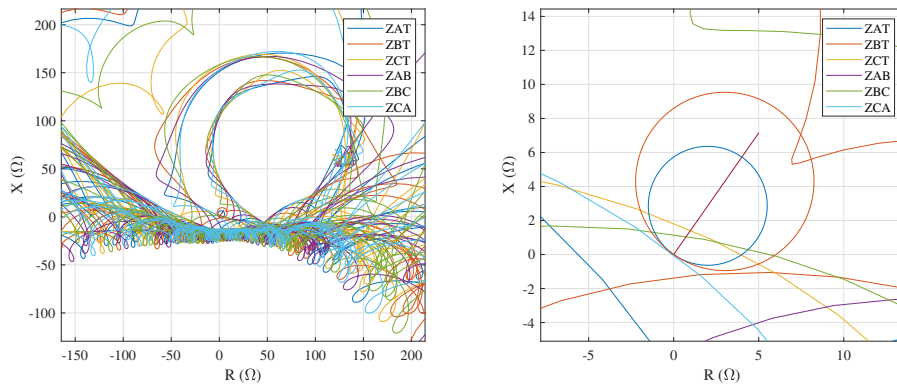 200
150
100
50
0
-50
-100
-150 -100 -50 0 50 100 150 200
R (Ω)
X (Ω)
ZAT
ZBT
ZCT
ZAB
ZBC
ZCA
14
12
10
8
6
4
2
0
-2
-4
-5 0 5 10
R (Ω)
X (Ω)
ZAT
ZBT
ZCT
ZAB
ZBC
ZCA